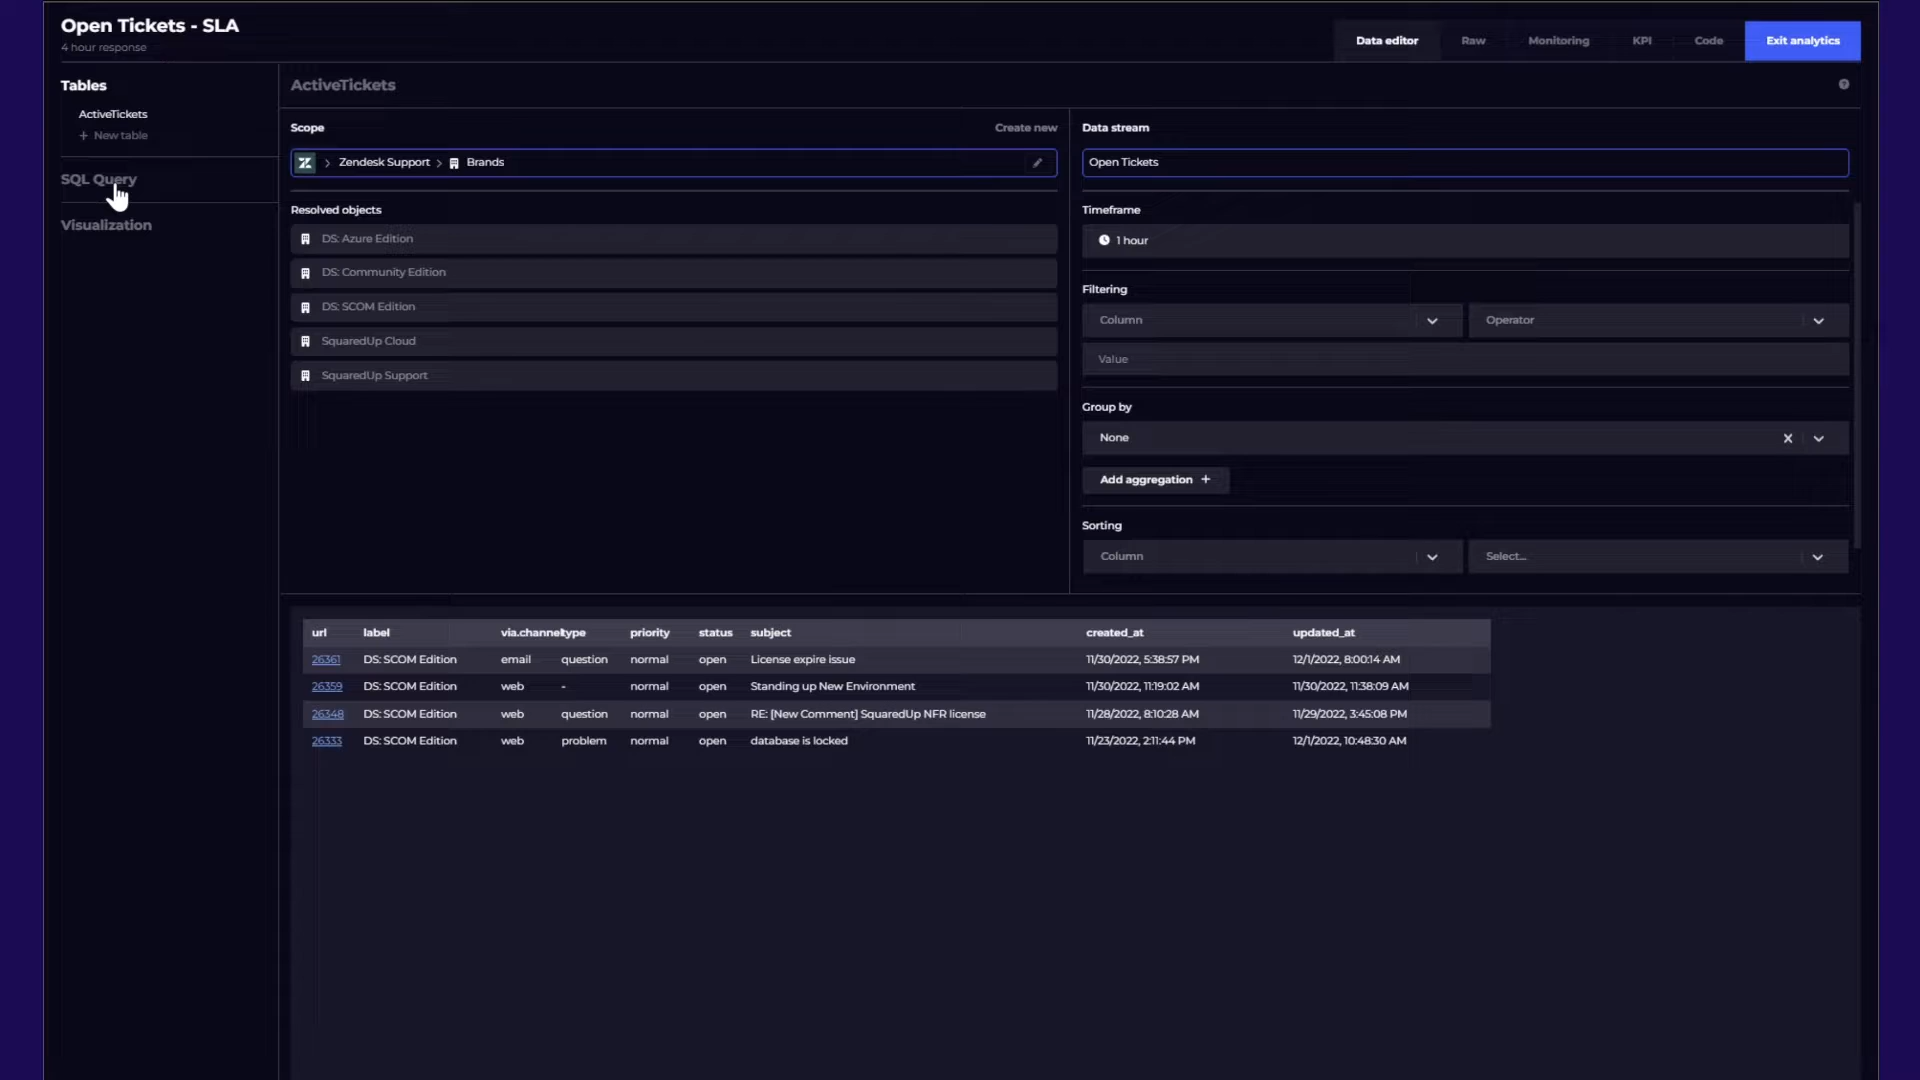 Open Tickets - SLA
4 hour response
Data editor
Raw
Monitoring
KPI
Code
Exit analytics
Tables
ActiveTickets
+ New table
SQL Query
Visualization
ActiveTickets
Scope
Create new
Zendesk Support > Brands
Resolved objects
DS: Azure Edition
DS: Community Edition
DS: SCOM Edition
SquaredUp Cloud
SquaredUp Support
Data stream
Open Tickets
Timeframe
1 hour
Filtering
Column
Operator
Value
Group by
None
Add aggregation +
Sorting
Column
Select...
url label via.channel type priority status subject created_at updated_at
26361 DS: SCOM Edition email question normal open License expire issue 11/30/2022, 5:38:57 PM 12/1/2022, 8:00:14 AM
26359 DS: SCOM Edition web - normal open Standing up New Environment 11/30/2022, 11:19:02 AM 11/30/2022, 11:38:09 AM
26348 DS: SCOM Edition web question normal open RE: [New Comment] SquaredUp NFR license 11/28/2022, 8:10:28 AM 11/29/2022, 3:45:08 PM
26333 DS: SCOM Edition web problem normal open database is locked 11/23/2022, 2:11:44 PM 12/1/2022, 10:48:30 AM